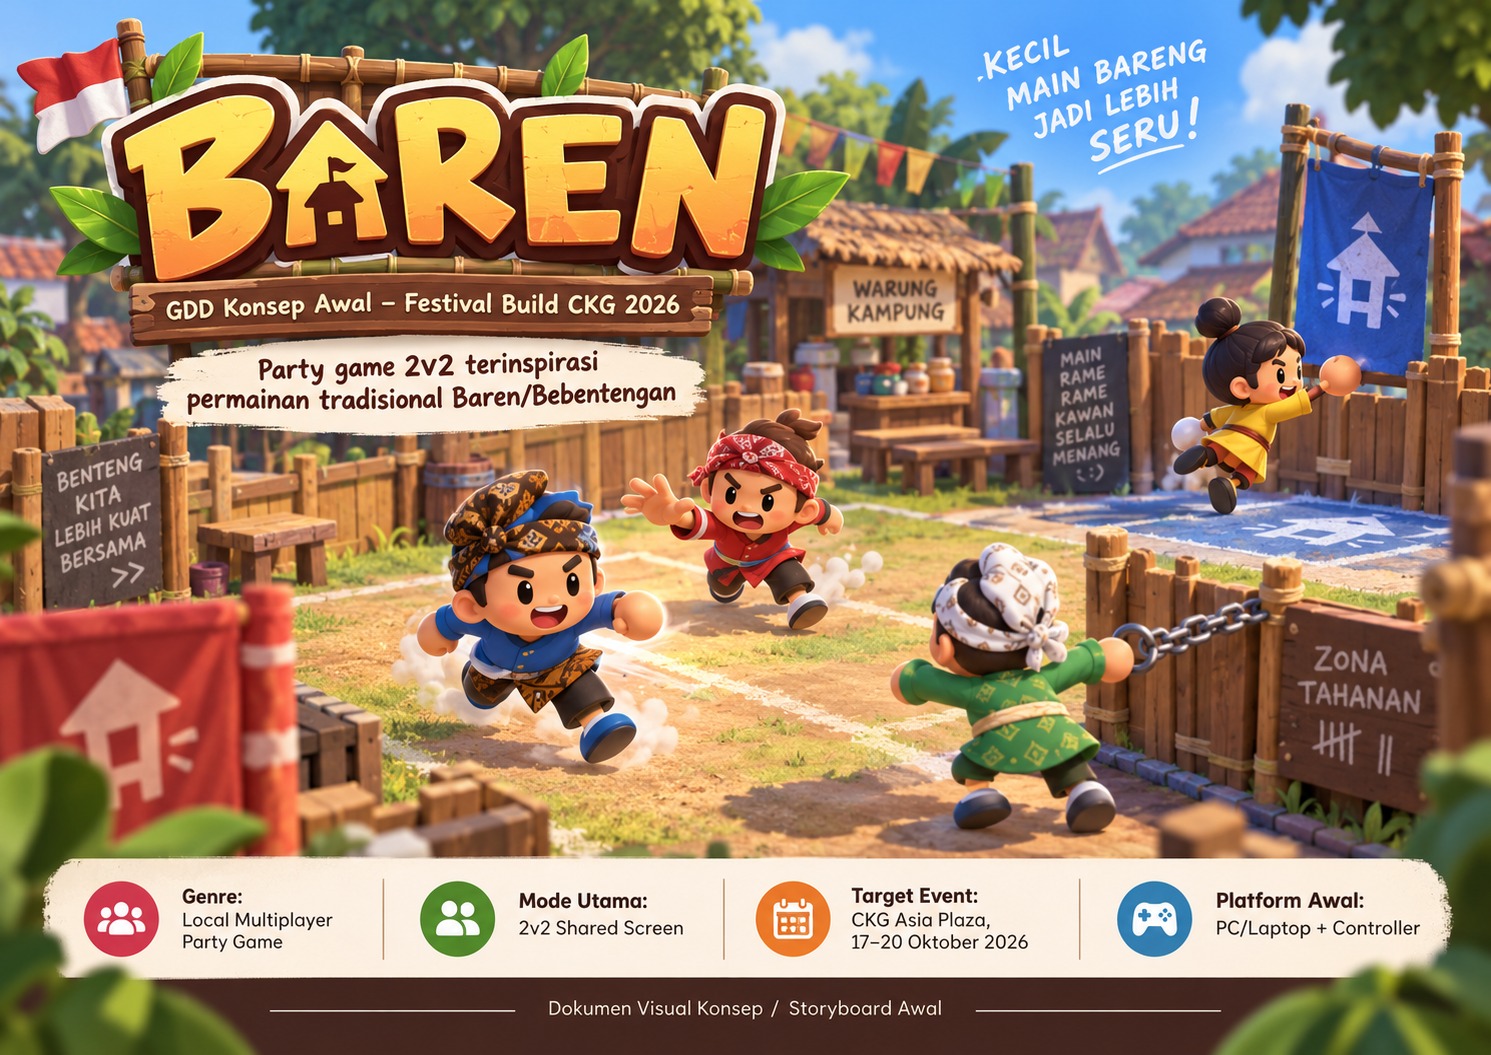 BAREN
GDD Konsep Awal – Festival Build CKG 2026
Party game 2v2 terinspirasi
permainan tradisional Baren/Bebentengan
KECIL
MAIN BARENG
JADI LEBIH
SERU!
WARUNG
KAMPUNG
MAIN
RAME
RAME
KAWAN
SELALU
MENANG
:)
BENTENG
KITA
LEBIH KUAT
BERSAMA
>>
ZONA
TAHANAN
Genre:
Local Multiplayer
Party Game
Mode Utama:
2v2 Shared Screen
Target Event:
CKG Asia Plaza,
17–20 Oktober 2026
Platform Awal:
PC/Laptop + Controller
Dokumen Visual Konsep / Storyboard Awal